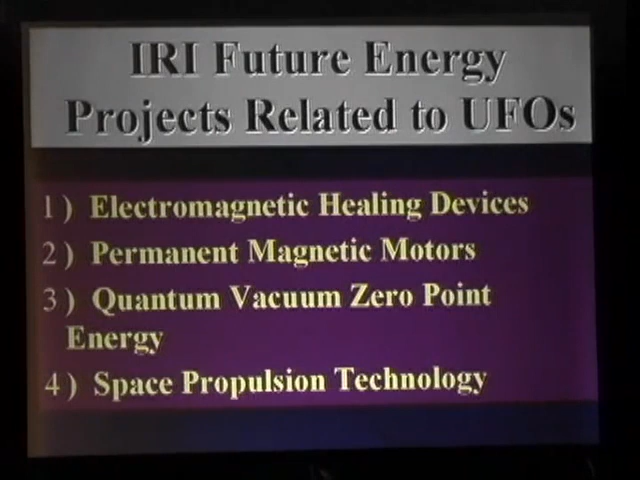 IRI Future Energy
Projects Related to UFOs
1) Electromagnetic Healing Devices
2) Permanent Magnetic Motors
3) Quantum Vacuum Zero Point
Energy
4) Space Propulsion Technology